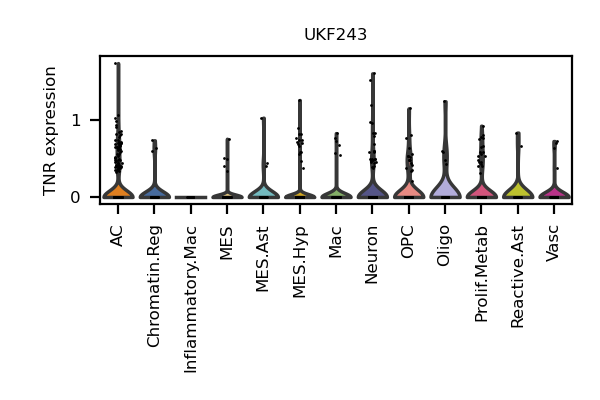 UKF243
TNR expression
1
0
AC
Chromatin.Reg
Inflammatory.Mac
MES
MES.Ast
MES.Hyp
Mac
Neuron
OPC
Oligo
Prolif.Metab
Reactive.Ast
Vasc